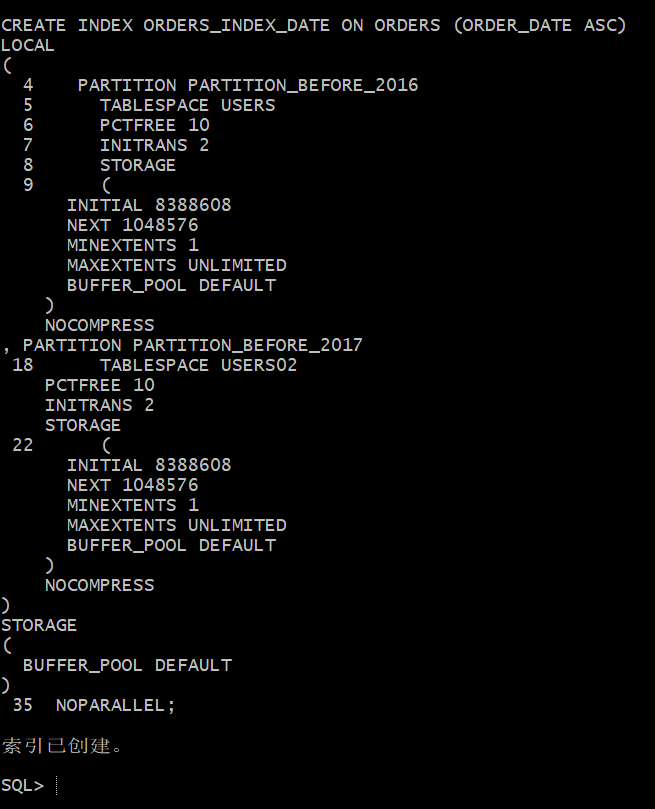 CREATE INDEX ORDERS_INDEX_DATE ON ORDERS (ORDER_DATE ASC)
LOCAL
(
  4    PARTITION PARTITION_BEFORE_2016
  5      TABLESPACE USERS
  6      PCTFREE 10
  7      INITRANS 2
  8      STORAGE
  9      (
      INITIAL 8388608
      NEXT 1048576
      MINEXTENTS 1
      MAXEXTENTS UNLIMITED
      BUFFER_POOL DEFAULT
    )
    NOCOMPRESS
, PARTITION PARTITION_BEFORE_2017
 18      TABLESPACE USERS02
    PCTFREE 10
    INITRANS 2
    STORAGE
 22      (
      INITIAL 8388608
      NEXT 1048576
      MINEXTENTS 1
      MAXEXTENTS UNLIMITED
      BUFFER_POOL DEFAULT
    )
    NOCOMPRESS
)
STORAGE
(
  BUFFER_POOL DEFAULT
)
 35  NOPARALLEL;
索引已创建。
SQL>